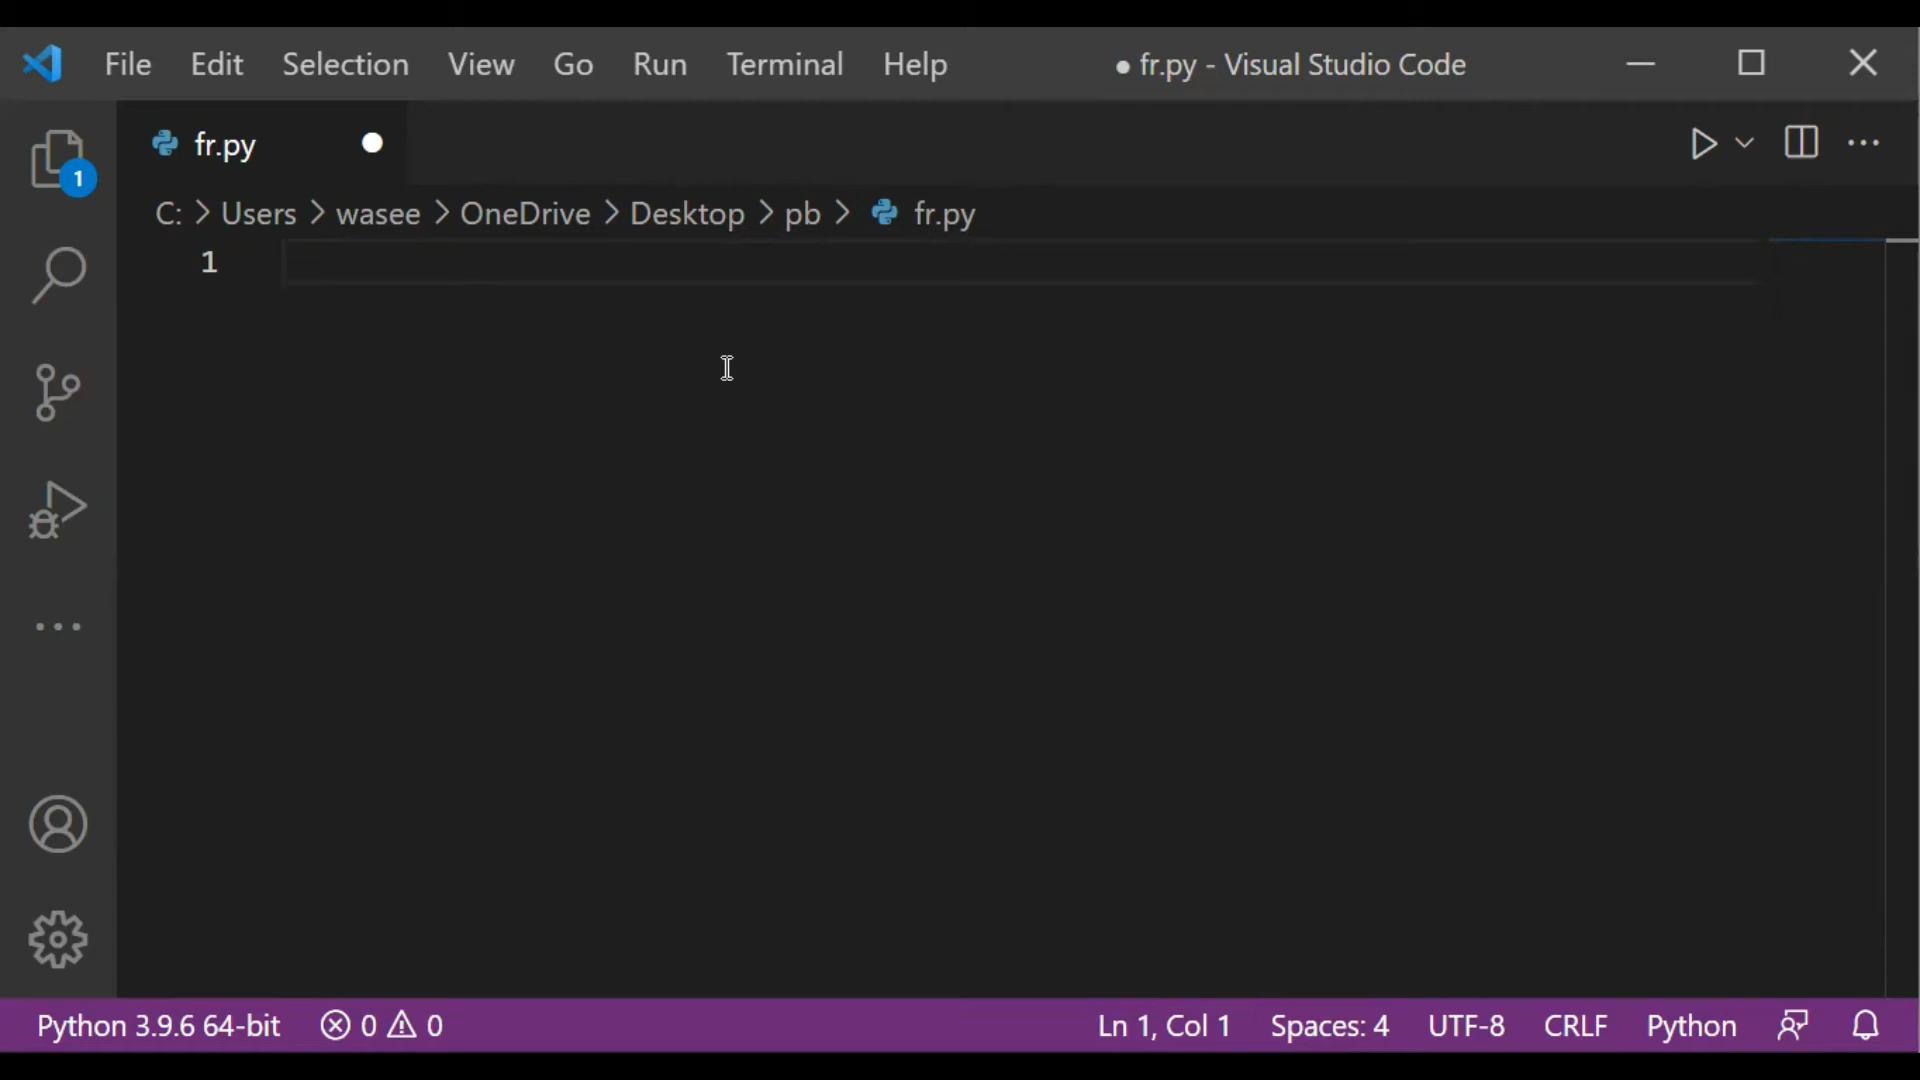 File Edit Selection View Go Run Terminal Help ● fr.py - Visual Studio Code
fr.py
C: > Users > wasee > OneDrive > Desktop > pb > fr.py
1
1
Python 3.9.6 64-bit 0 0 Ln 1, Col 1 Spaces: 4 UTF-8 CRLF Python